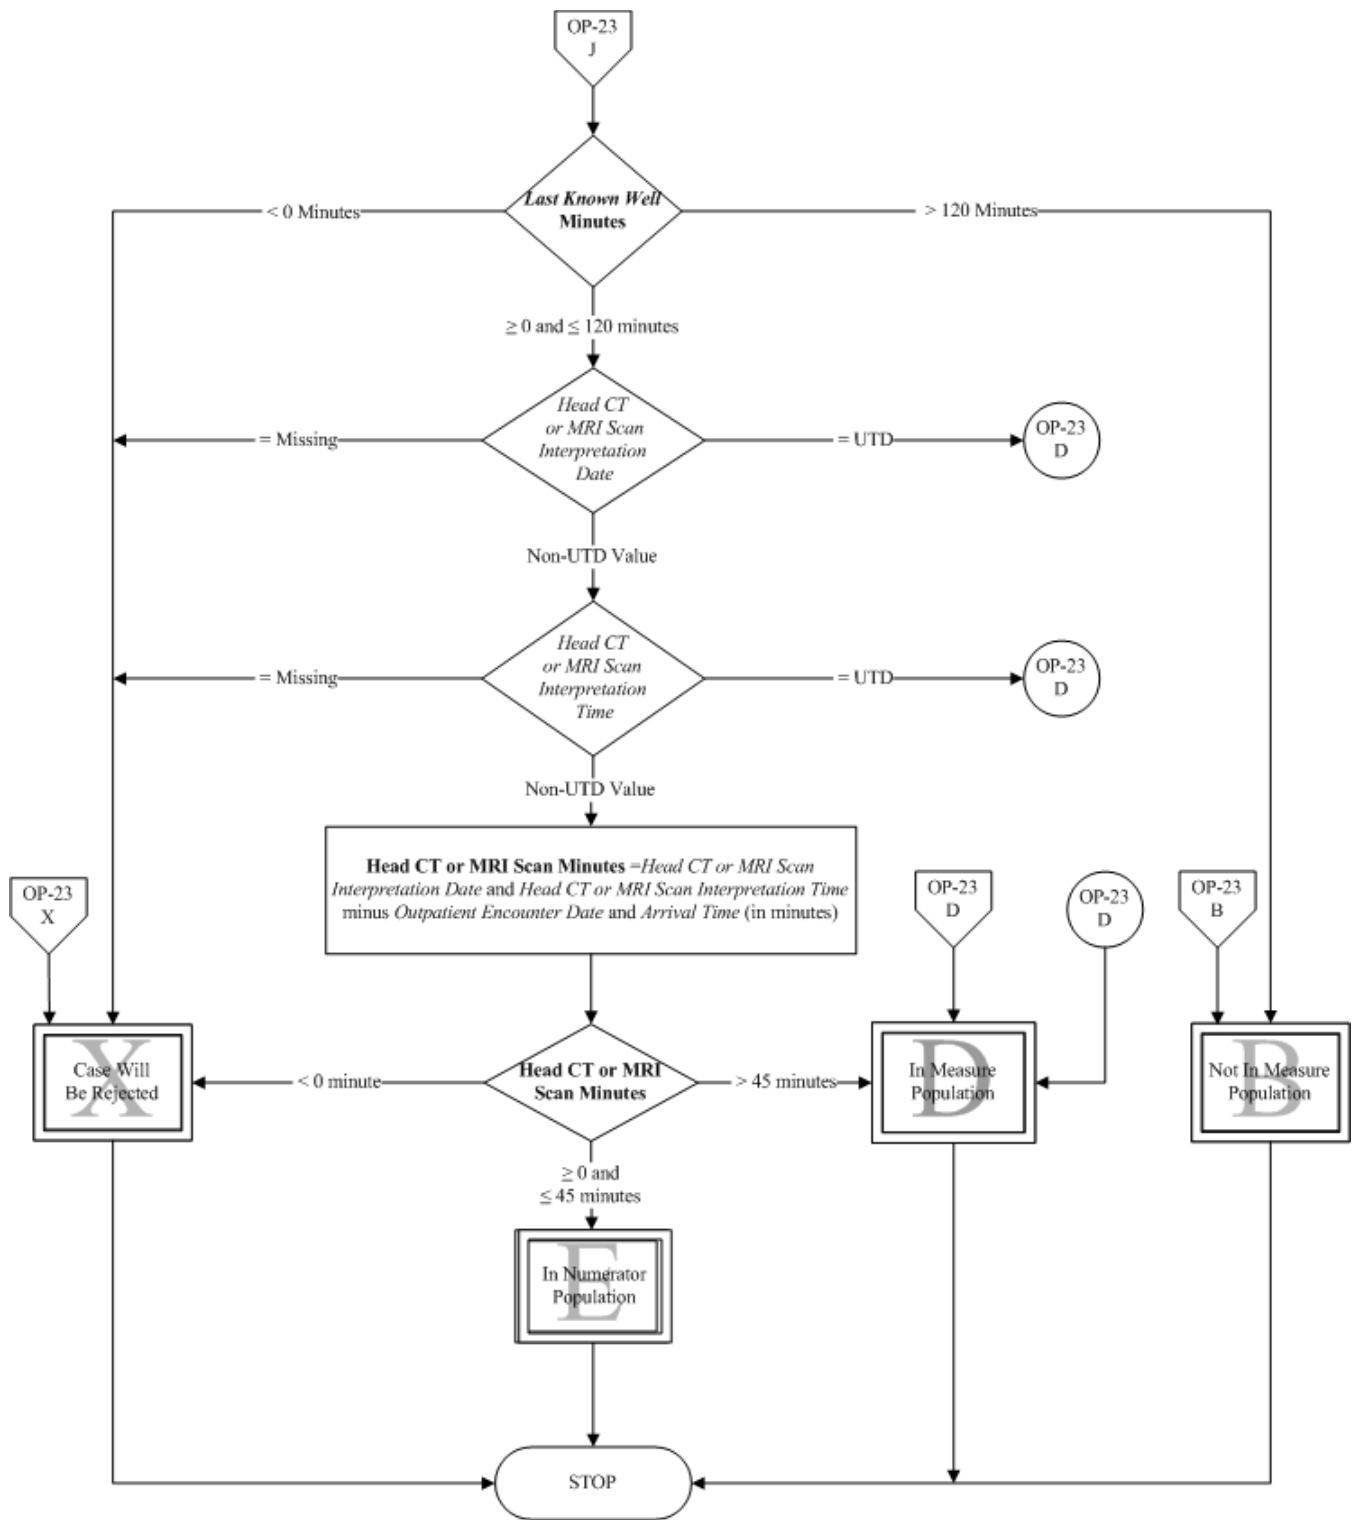 OP-23
J
Last Known Well
Minutes
< 0 Minutes
> 120 Minutes
≥ 0 and ≤ 120 minutes
Head CT
or MRI Scan
Interpretation
Date
= Missing
= UTD
OP-23
D
Non-UTD Value
Head CT
or MRI Scan
Interpretation
Time
= Missing
= UTD
OP-23
D
Non-UTD Value
Head CT or MRI Scan Minutes =Head CT or MRI Scan
Interpretation Date and Head CT or MRI Scan Interpretation Time
minus Outpatient Encounter Date and Arrival Time (in minutes)
OP-23
X
OP-23
D
OP-23
D
OP-23
B
X
Case Will
Be Rejected
< 0 minute
Head CT or MRI
Scan Minutes
> 45 minutes
D
In Measure
Population
B
Not In Measure
Population
≥ 0 and
≤ 45 minutes
E
In Numerator
Population
STOP